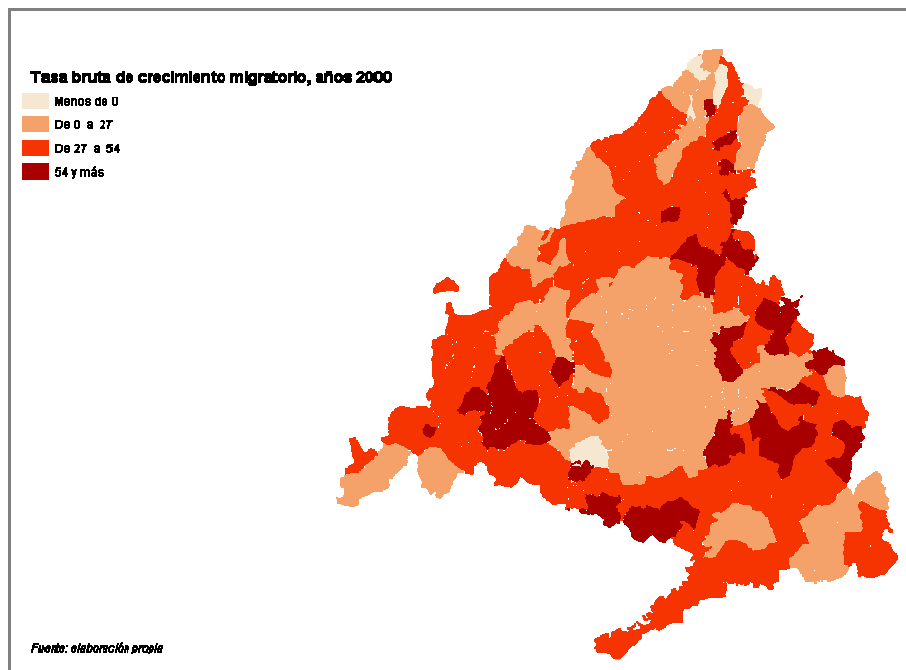 Tasa bruta de crecimiento migratorio, años 2000
Menos de 0
De 0 a 27
De 27 a 54
54 y más
Fuente: elaboración propia